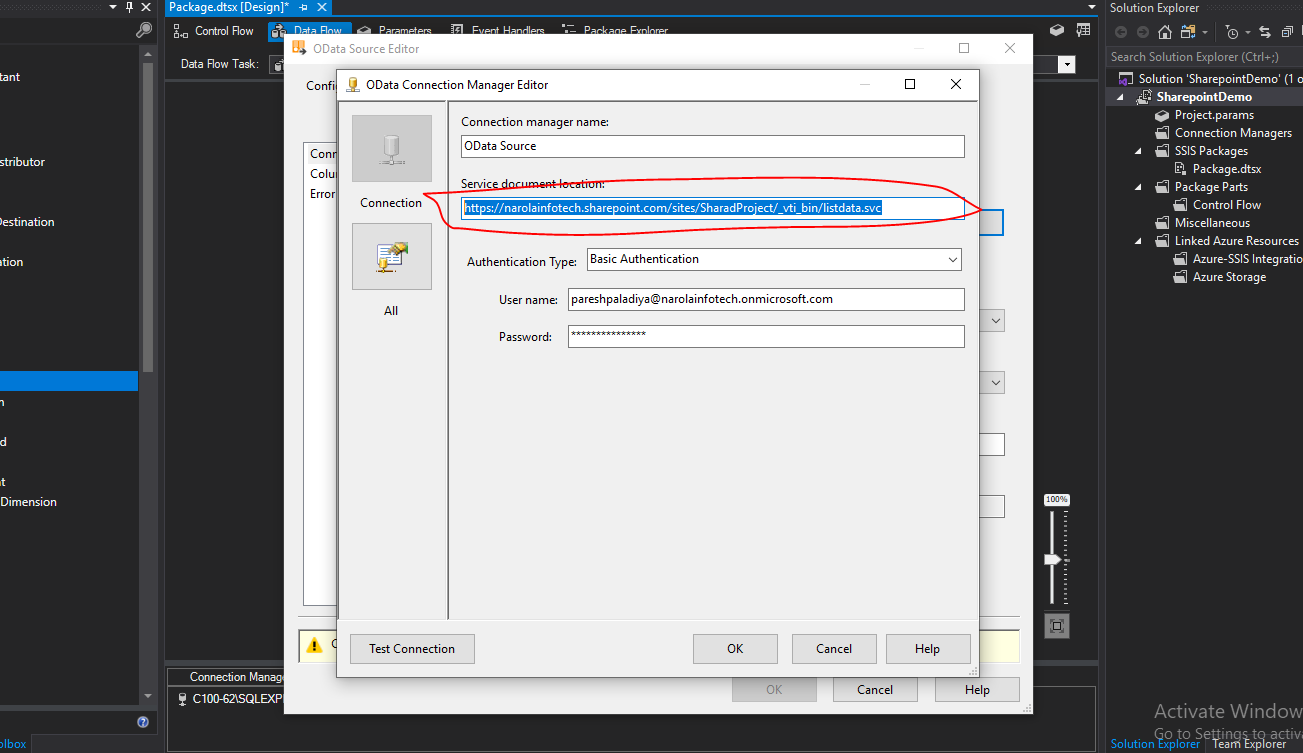 Package.dtsx [Design]*
Control Flow
Data Flow
Parameters
Event Handlers
Package Explorer
Data Flow Task:
tant
stributor
Destination
ation
n
d
nt
Dimension
olbox
OData Source Editor
Config
Conn
Colu
Error
OData Connection Manager Editor
Connection
All
Connection manager name:
OData Source
Service document location:
https://narolainfotech.sharepoint.com/sites/SharadProject/_vti_bin/listdata.svc
Authentication Type:
Basic Authentication
User name:
pareshpaladiya@narolainfotech.onmicrosoft.com
Password:
***************
Test Connection
OK
Cancel
Help
OK
Cancel
Help
100%
Connection Manag
C100-62\SQLEXP
Solution Explorer
Search Solution Explorer (Ctrl+;)
Solution 'SharepointDemo' (1 o
SharepointDemo
Project.params
Connection Managers
SSIS Packages
Package.dtsx
Package Parts
Control Flow
Miscellaneous
Linked Azure Resources
Azure-SSIS Integratio
Azure Storage
Activate Window
Go to Settings to activa
Solution Explorer
Team Explorer